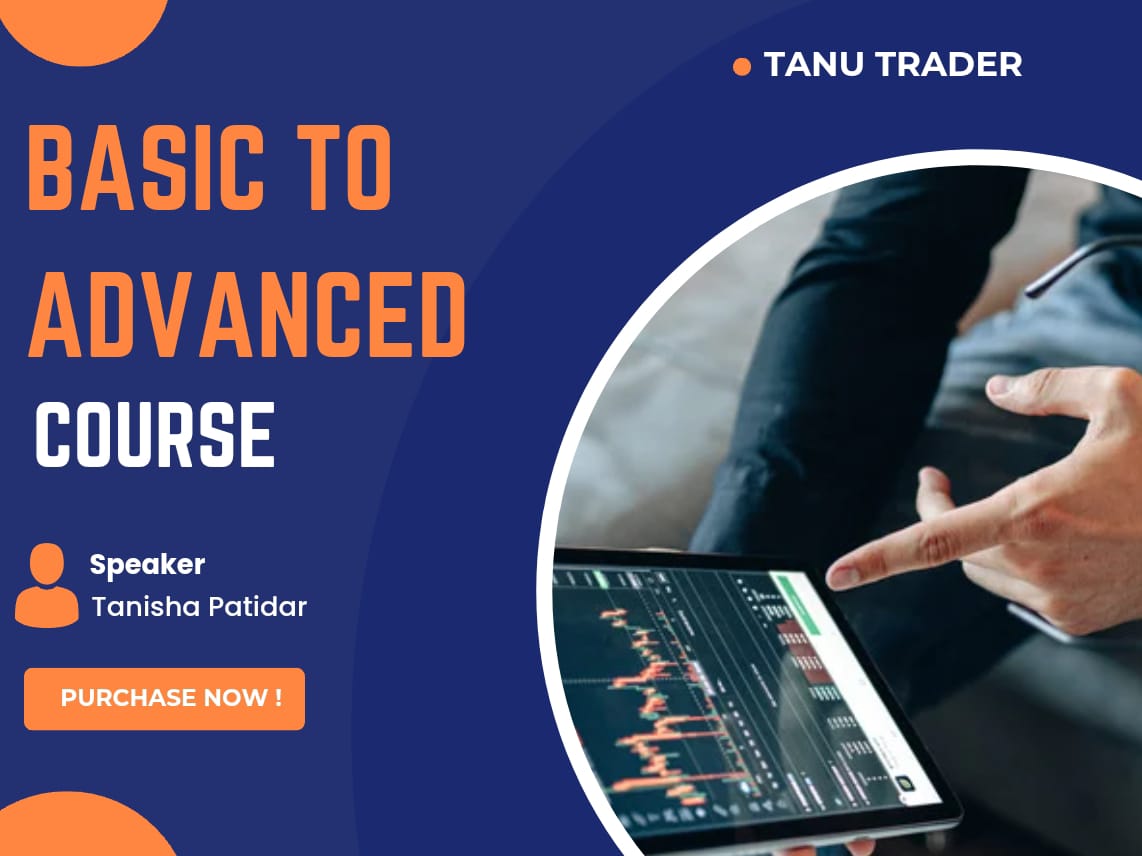 TANU TRADER
BASIC TO
ADVANCED
COURSE
Speaker
Tanisha Patidar
PURCHASE NOW !